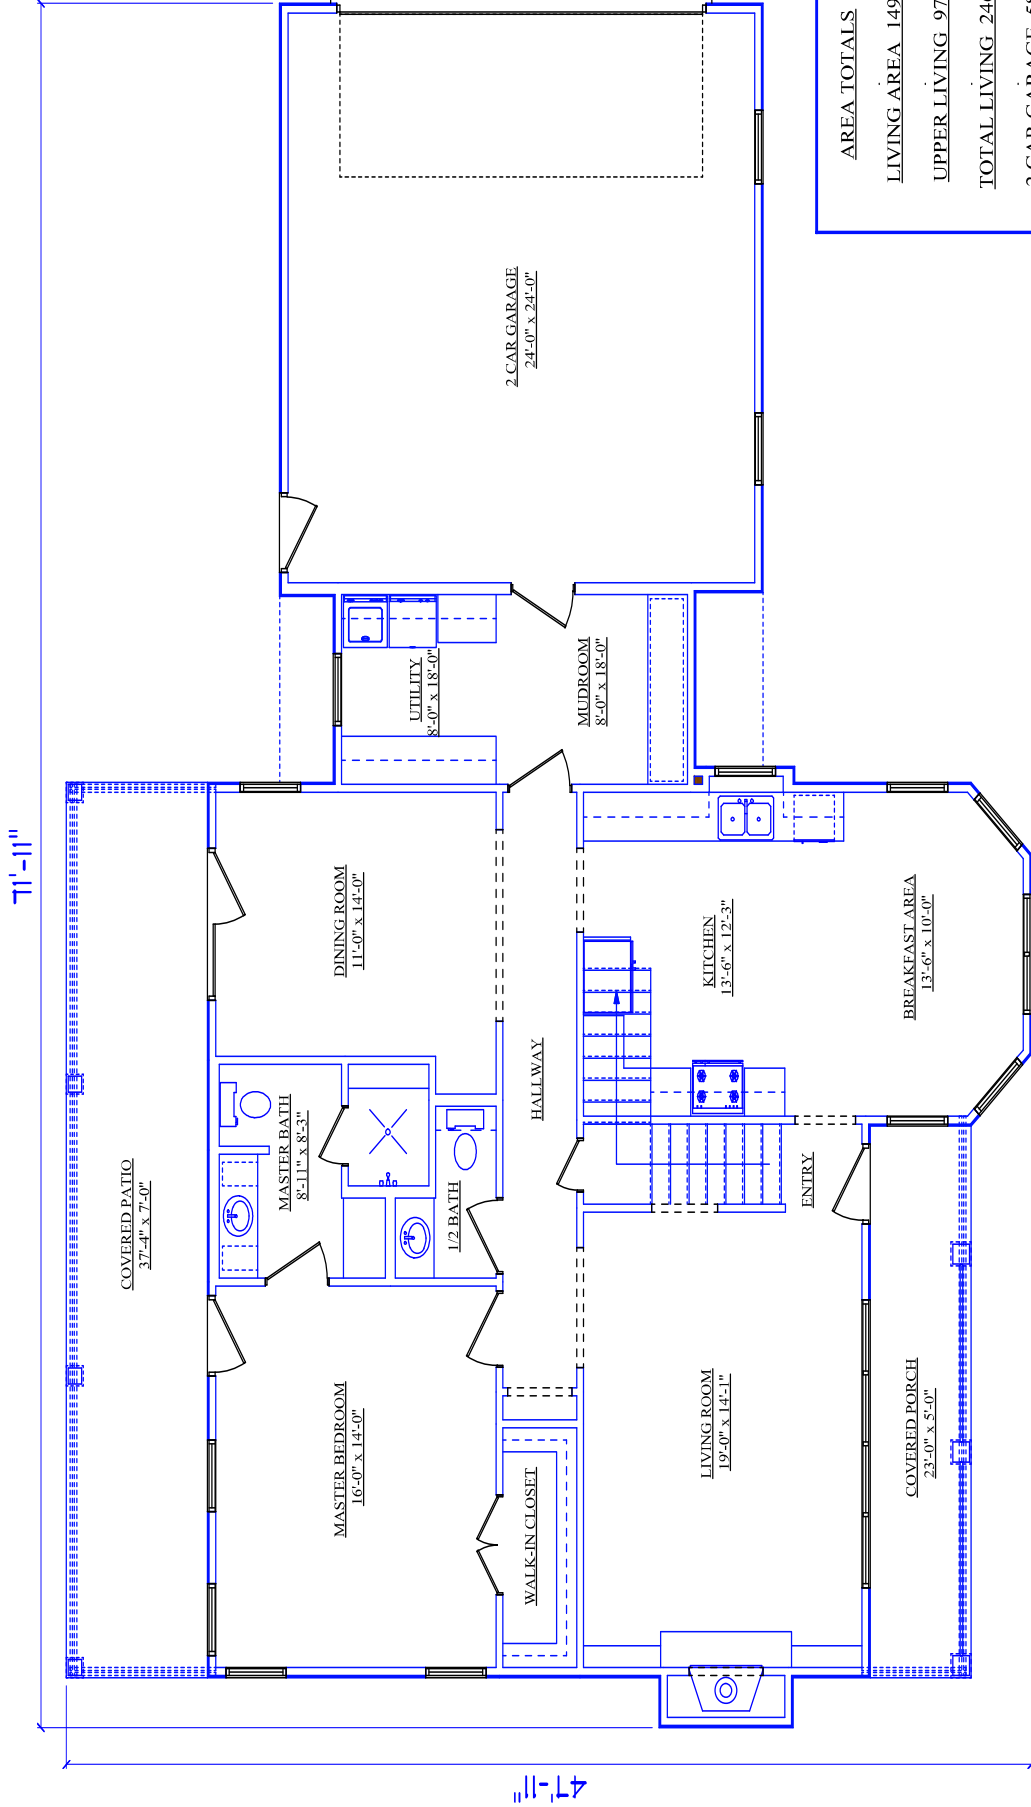 71'-11"
47'-11"
COVERED PATIO
37'-4" x 7'-0"
MASTER BEDROOM
16'-0" x 14'-0"
MASTER BATH
8'-11" x 8'-3"
DINING ROOM
11'-0" x 14'-0"
UTILITY
8'-0" x 18'-0"
2 CAR GARAGE
24'-0" x 24'-0"
1/2 BATH
WALK-IN CLOSET
HALLWAY
MUDROOM
8'-0" x 18'-0"
LIVING ROOM
19'-0" x 14'-1"
KITCHEN
13'-6" x 12'-3"
ENTRY
COVERED PORCH
23'-0" x 5'-0"
BREAKFAST AREA
13'-6" x 10'-0"
AREA TOTALS
LIVING AREA 149
UPPER LIVING 97
TOTAL LIVING 24
2 CAR GARAGE